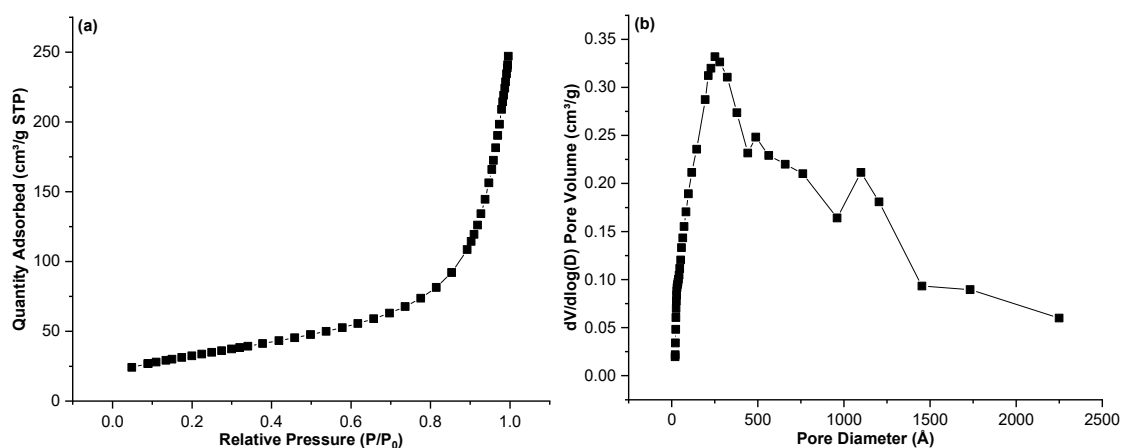 (a)
250
200
150
100
50
0
0.0 0.2 0.4 0.6 0.8 1.0
Relative Pressure (P/P₀)
Quantity Adsorbed (cm³/g STP)
(b)
0.35
0.30
0.25
0.20
0.15
0.10
0.05
0.00
0 500 1000 1500 2000 2500
Pore Diameter (Å)
dV/dlog(D) Pore Volume (cm³/g)